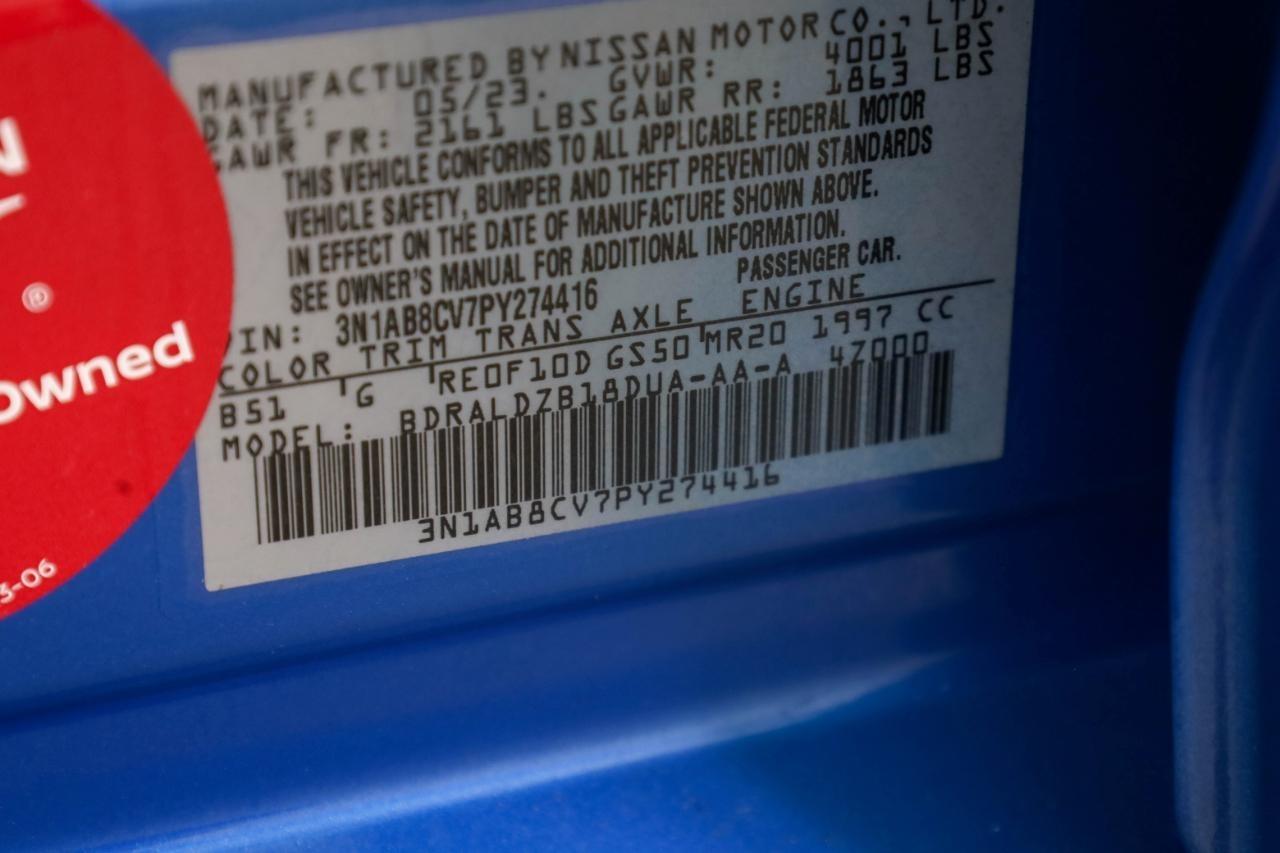 MANUFACTURED BY NISSAN MOTOR CO., LTD.
DATE: 05/23. GVWR: 4001 LBS
GAWR FR: 2161 LBS GAWR RR: 1863 LBS
THIS VEHICLE CONFORMS TO ALL APPLICABLE FEDERAL MOTOR
VEHICLE SAFETY, BUMPER AND THEFT PREVENTION STANDARDS
IN EFFECT ON THE DATE OF MANUFACTURE SHOWN ABOVE.
SEE OWNER'S MANUAL FOR ADDITIONAL INFORMATION.
VIN: 3N1AB8CV7PY274416 PASSENGER CAR.
COLOR TRIM TRANS AXLE ENGINE
B51 G RE0F10D GS50 MR20 1997 CC
MODEL: BDRALDZB18DUA-AA-A 47000
3N1AB8CV7PY274416
N
®
Owned
3-06